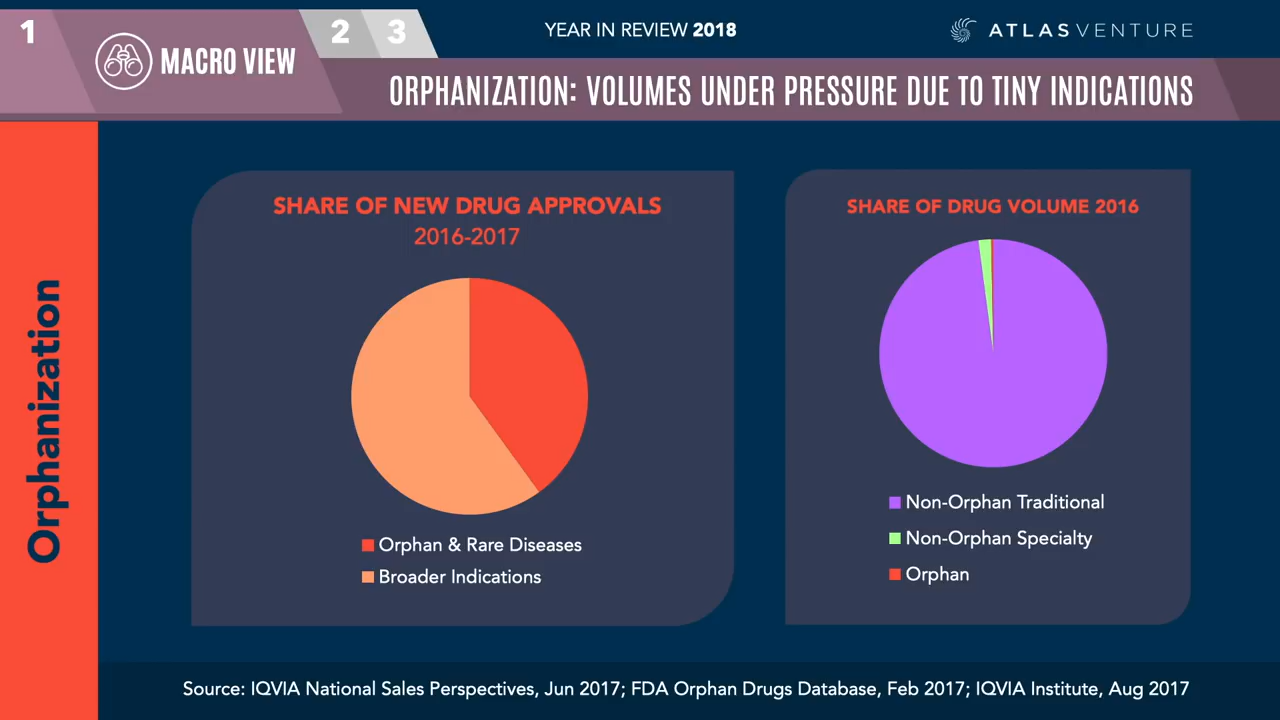 1
MACRO VIEW
2
3
YEAR IN REVIEW 2018
ATLAS VENTURE
ORPHANIZATION: VOLUMES UNDER PRESSURE DUE TO TINY INDICATIONS
Orphanization
SHARE OF NEW DRUG APPROVALS
2016-2017
Orphan & Rare Diseases
Broader Indications
SHARE OF DRUG VOLUME 2016
Non-Orphan Traditional
Non-Orphan Specialty
Orphan
Source: IQVIA National Sales Perspectives, Jun 2017; FDA Orphan Drugs Database, Feb 2017; IQVIA Institute, Aug 2017